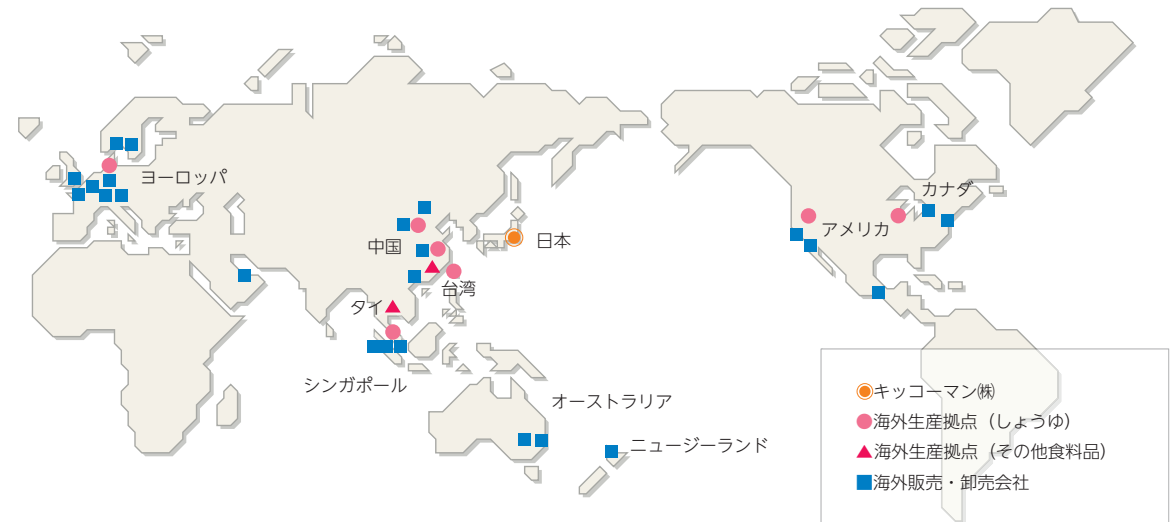 ヨーロッパ
カナダ
アメリカ
中国
日本
台湾
タイ
シンガポール
オーストラリア
ニュージーランド
キッコーマン㈱
海外生産拠点（しょうゆ）
海外生産拠点（その他食料品）
海外販売・卸売会社